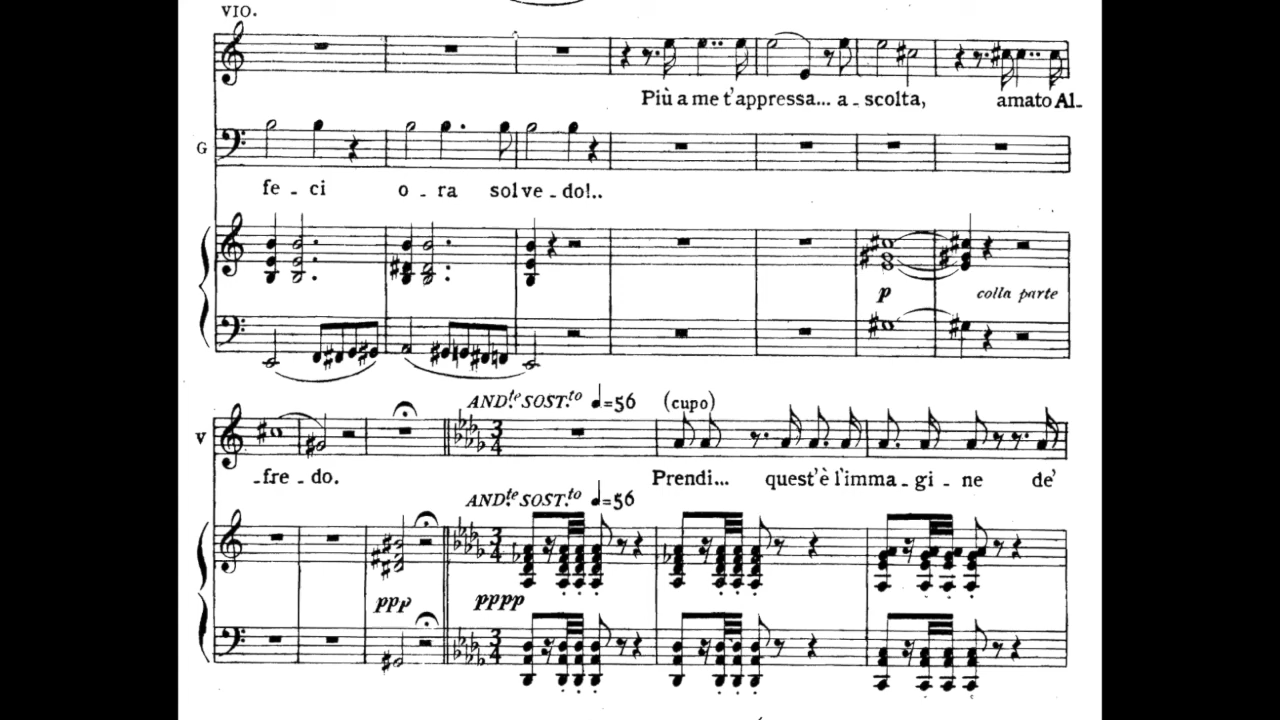 VIO.
Più a me t'appressa... a - scolta, amato Al-
G
fe - ci o - ra sol ve - do!..
p colla parte
AND.te SOST.to ♩=56 (cupo)
V
-fre - do. Prendi... quest'è l'imma - gi - ne de'
AND.te SOST.to ♩=56
ppp pppp